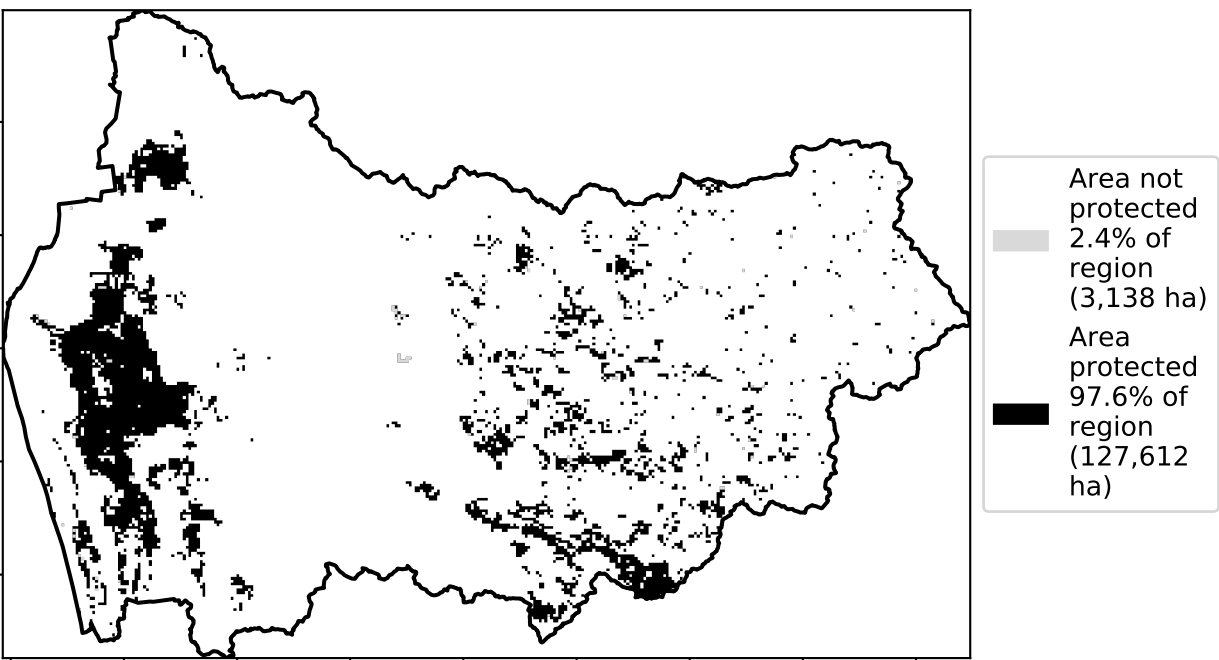 Area not
protected
2.4% of
region
(3,138 ha)
Area
protected
97.6% of
region
(127,612
ha)